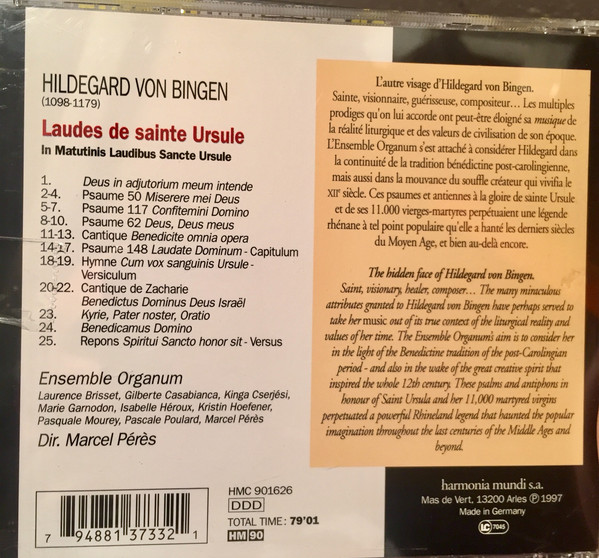 HILDEGARD VON BINGEN
(1098-1179)
Laudes de sainte Ursule
In Matutinis Laudibus Sancte Ursule
1. Deus in adjutorium meum intende
2-4. Psaume 50 Miserere mei Deus
5-7. Psaume 117 Confitemini Domino
8-10. Psaume 62 Deus, Deus meus
11-13. Cantique Benedicite omnia opera
14-17. Psaume 148 Laudate Dominum - Capitulum
18-19. Hymne Cum vox sanguinis Ursule -
Versiculum
20-22. Cantique de Zacharie
Benedictus Dominus Deus Israël
23. Kyrie, Pater noster, Oratio
24. Benedicamus Domino
25. Repons Spiritui Sancto honor sit - Versus
Ensemble Organum
Laurence Brisset, Gilberte Casabianca, Kinga Cserjési,
Marie Garnodon, Isabelle Héroux, Kristin Hoefener,
Pasquale Mourey, Pascale Poulard, Marcel Pérès
Dir. Marcel Pérès
7 94881 37332 1
HMC 901626
DDD
TOTAL TIME: 79'01
HM 90
L'autre visage d'Hildegard von Bingen.
Sainte, visionnaire, guérisseuse, compositeur... Les multiples
prodiges qu'on lui accorde ont peut-être éloigné sa musique de
la réalité liturgique et des valeurs de civilisation de son époque.
L'Ensemble Organum s'est attaché à considérer Hildegard dans
la continuité de la tradition bénédictine post-carolingienne,
mais aussi dans la mouvance du souffle créateur qui vivifia le
XIIe siècle. Ces psaumes et antiennes à la gloire de sainte Ursule
et de ses 11.000 vierges-martyres perpétuaient une légende
rhénane à tel point populaire qu'elle a hanté les derniers siècles
du Moyen Age, et bien au-delà encore.
The hidden face of Hildegard von Bingen.
Saint, visionary, healer, composer... The many miraculous
attributes granted to Hildegard von Bingen have perhaps served to
take her music out of its true context of the liturgical reality and
values of her time. The Ensemble Organum's aim is to consider her
in the light of the Benedictine tradition of the post-Carolingian
period - and also in the wake of the great creative spirit that
inspired the whole 12th century. These psalms and antiphons in
honour of Saint Ursula and her 11,000 martyred virgins
perpetuated a powerful Rhineland legend that haunted the popular
imagination throughout the last centuries of the Middle Ages and
beyond.
harmonia mundi s.a.
Mas de Vert, 13200 Arles Ⓟ 1997
Made in Germany
LC 7045